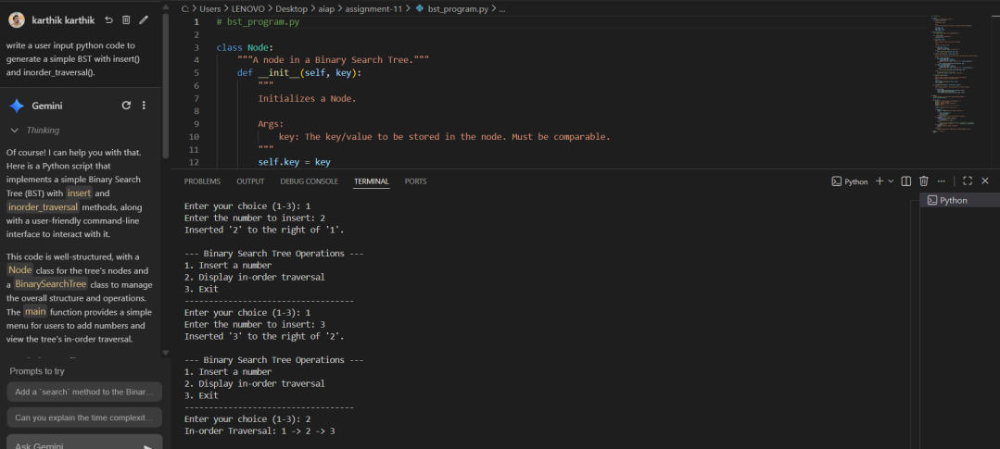 karthik karthik
write a user input python code to
generate a simple BST with insert()
and inorder_traversal().
Gemini
Thinking
Of course! I can help you with that.
Here is a Python script that
implements a simple Binary Search
Tree (BST) with insert and
inorder_traversal methods, along
with a user-friendly command-line
interface to interact with it.
This code is well-structured, with a
Node class for the tree's nodes and
a BinarySearchTree class to manage
the overall structure and operations.
The main function provides a simple
menu for users to add numbers and
view the tree's in-order traversal.
Prompts to try
Add a `search` method to the Binar...
Can you explain the time complexit...
Ask Gemini
C: > Users > LENOVO > Desktop > aiap > assignment-11 > bst_program.py > ...
1 # bst_program.py
2
3 class Node:
4 """A node in a Binary Search Tree."""
5 def __init__(self, key):
6 """
7 Initializes a Node.
8
9 Args:
10 key: The key/value to be stored in the node. Must be comparable.
11 """
12 self.key = key
PROBLEMS OUTPUT DEBUG CONSOLE TERMINAL PORTS
Python
Python
Enter your choice (1-3): 1
Enter the number to insert: 2
Inserted '2' to the right of '1'.
--- Binary Search Tree Operations ---
1. Insert a number
2. Display in-order traversal
3. Exit
----------------------------------
Enter your choice (1-3): 1
Enter the number to insert: 3
Inserted '3' to the right of '2'.
--- Binary Search Tree Operations ---
1. Insert a number
2. Display in-order traversal
3. Exit
----------------------------------
Enter your choice (1-3): 2
In-order Traversal: 1 -> 2 -> 3